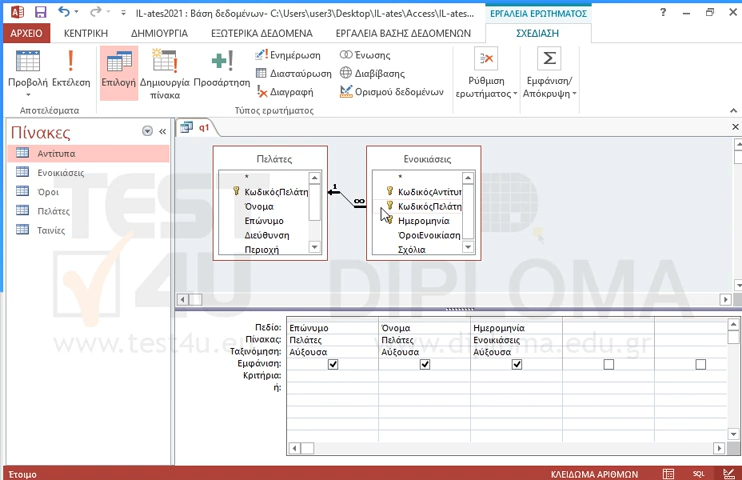 IL-ates2021 : Βάση δεδομένων- C:\Users\user3\Desktop\IL-ates\Access\IL-ates...
ΕΡΓΑΛΕΙΑ ΕΡΩΤΗΜΑΤΟΣ
ΑΡΧΕΙΟ ΚΕΝΤΡΙΚΗ ΔΗΜΙΟΥΡΓΙΑ ΕΞΩΤΕΡΙΚΑ ΔΕΔΟΜΕΝΑ ΕΡΓΑΛΕΙΑ ΒΑΣΗΣ ΔΕΔΟΜΕΝΩΝ ΣΧΕΔΙΑΣΗ
Προβολή Εκτέλεση
Επιλογή Δημιουργία πίνακα Προσάρτηση
Ενημέρωση
Διασταύρωση
Διαγραφή
Ένωσης
Διαβίβασης
Ορισμού δεδομένων
Ρύθμιση ερωτήματος
Εμφάνιση/
Απόκρυψη
Αποτελέσματα
Τύπος ερωτήματος
Πίνακες
Αντίτυπα
Ενοικιάσεις
Όροι
Πελάτες
Ταινίες
q1
Πελάτες
*
ΚωδικόςΠελάτη
Όνομα
Επώνυμο
Διεύθυνση
Περιοχή
1
∞
Ενοικιάσεις
*
ΚωδικόςΑντίτυπ
ΚωδικόςΠελάτη
Ημερομηνία
ΌροιΕνοικίαση
Σχόλια
TEST
4U
DIPLOMA
www.test4u.eu
www.diploma.edu.gr
Πεδίο: Επώνυμο Όνομα Ημερομηνία
Πίνακας: Πελάτες Πελάτες Ενοικιάσεις
Ταξινόμηση: Αύξουσα Αύξουσα Αύξουσα
Εμφάνιση:
Κριτήρια:
ή:
Έτοιμο
ΚΛΕΙΔΩΜΑ ΑΡΙΘΜΩΝ
SQL